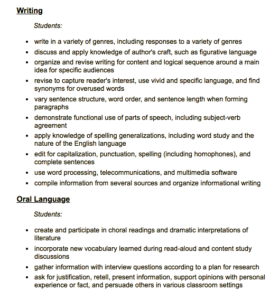 Writing
Students:
• write in a variety of genres, including responses to a variety of genres
• discuss and apply knowledge of author's craft, such as figurative language
• organize and revise writing for content and logical sequence around a main
idea for specific audiences
• revise to capture reader's interest, use vivid and specific language, and find
synonyms for overused words
• vary sentence structure, word order, and sentence length when forming
paragraphs
• demonstrate functional use of parts of speech, including subject-verb
agreement
• apply knowledge of spelling generalizations, including word study and the
nature of the English language
• edit for capitalization, punctuation, spelling (including homophones), and
complete sentences
• use word processing, telecommunications, and multimedia software
• compile information from several sources and organize informational writing
Oral Language
Students:
• create and participate in choral readings and dramatic interpretations of
literature
• incorporate new vocabulary learned during read-aloud and content study
discussions
• gather information with interview questions according to a plan for research
• ask for justification, retell, present information, support opinions with personal
experience or fact, and persuade others in various classroom settings